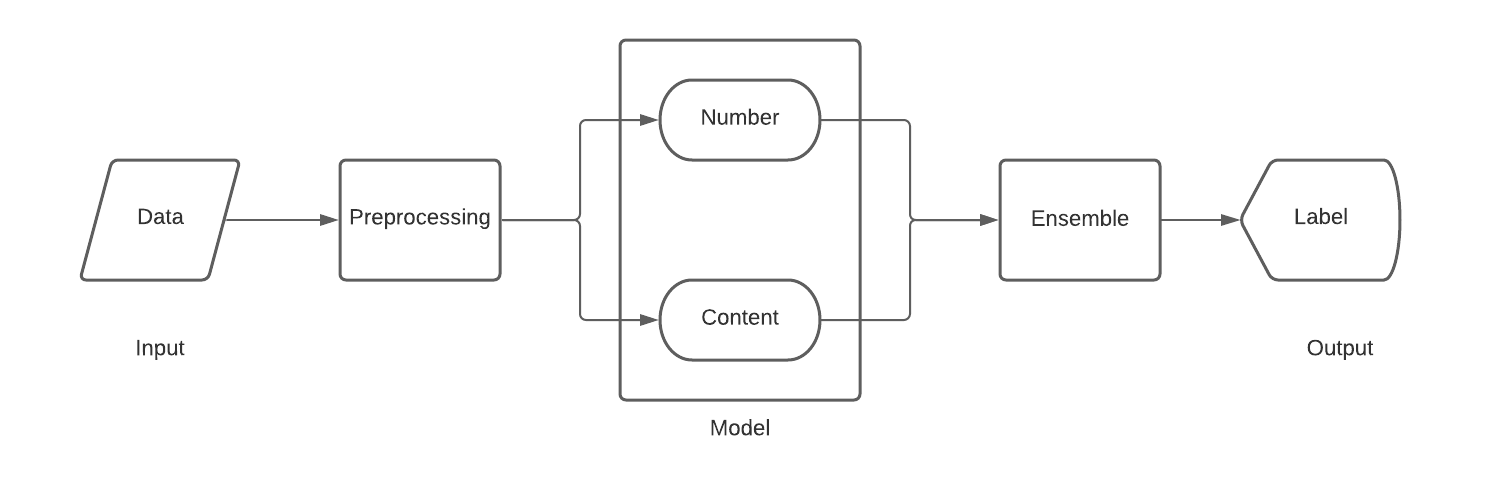 Data
Input
Preprocessing
Number
Content
Model
Ensemble
Label
Output